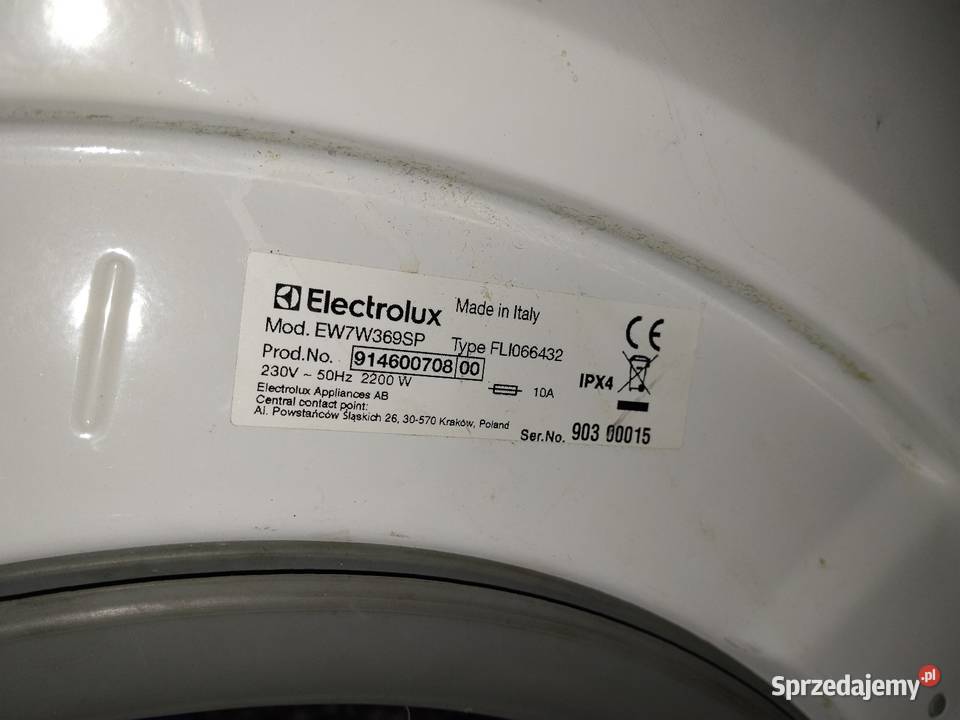 Electrolux Made in Italy
Mod. EW7W369SP Type FLI066432
Prod.No. 914600708 00
230V ~ 50Hz 2200 W 10A
IPX4
CE
Electrolux Appliances AB
Central contact point:
Al. Powstańców Śląskich 26, 30-570 Kraków, Poland
Ser.No. 903 00015
Sprzedajemy.pl